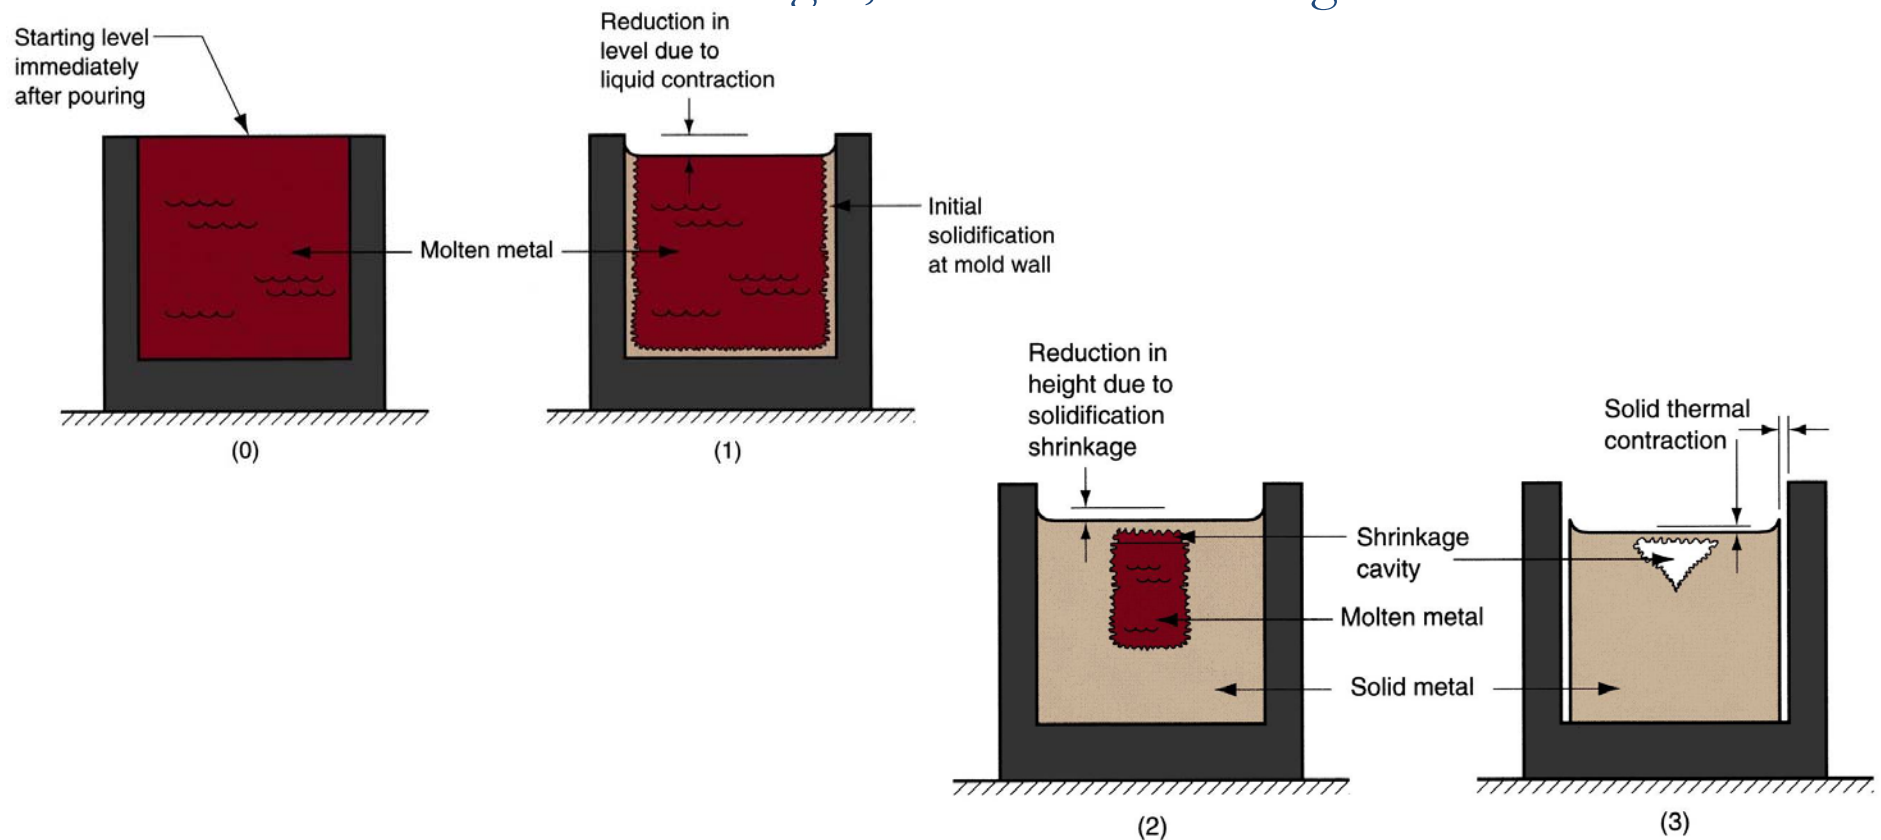 Starting level
immediately
after pouring
Reduction in
level due to
liquid contraction
Molten metal
Initial
solidification
at mold wall
(0)
(1)
Reduction in
height due to
solidification
shrinkage
Solid thermal
contraction
Shrinkage
cavity
Molten metal
Solid metal
(2)
(3)